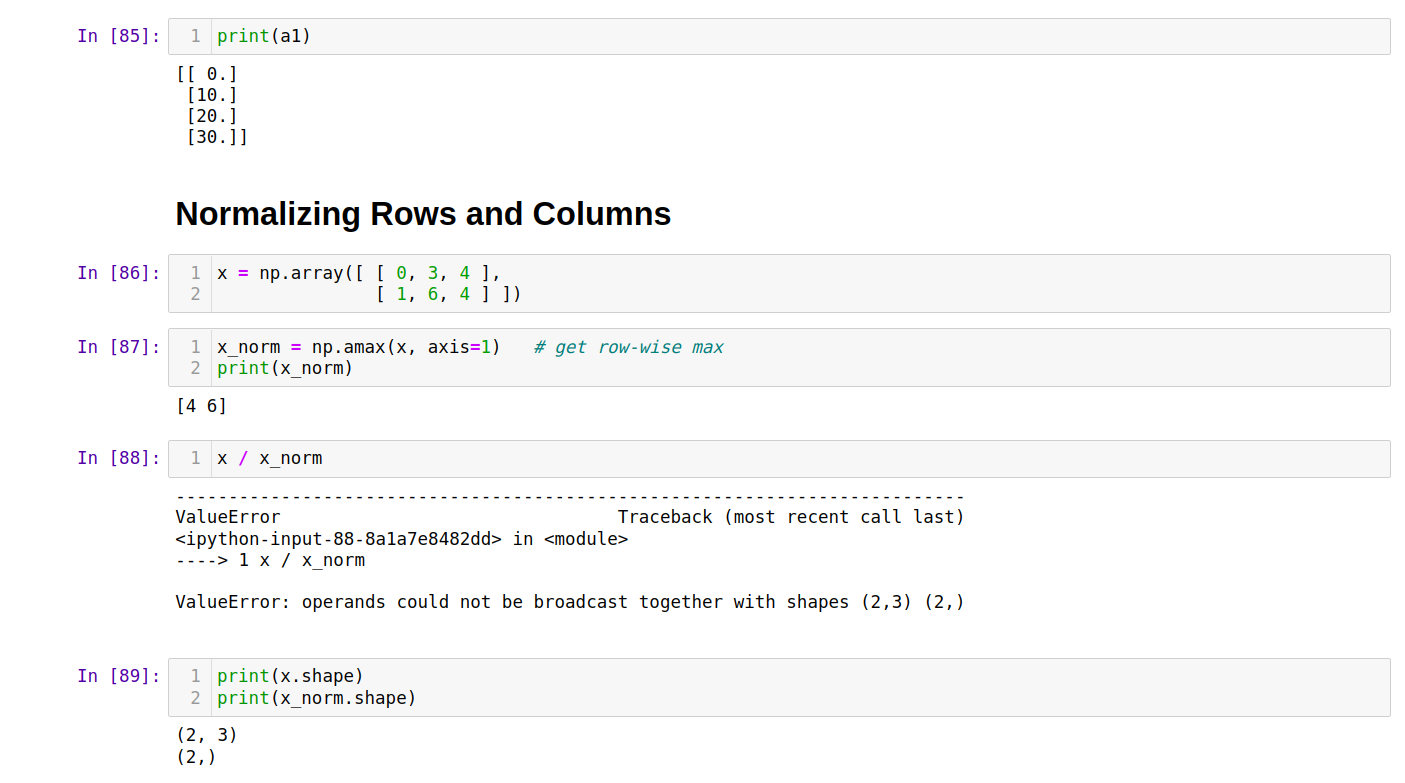 In [85]: 1 print(a1)
[[ 0.]
 [10.]
 [20.]
 [30.]]
Normalizing Rows and Columns
In [86]: 1 x = np.array([ [ 0, 3, 4 ],
2                [ 1, 6, 4 ] ])
In [87]: 1 x_norm = np.amax(x, axis=1)   # get row-wise max
2 print(x_norm)
[4 6]
In [88]: 1 x / x_norm
---------------------------------------------------------------------------
ValueError                                Traceback (most recent call last)
<ipython-input-88-8a1a7e8482dd> in <module>
----> 1 x / x_norm
ValueError: operands could not be broadcast together with shapes (2,3) (2,)
In [89]: 1 print(x.shape)
2 print(x_norm.shape)
(2, 3)
(2,)